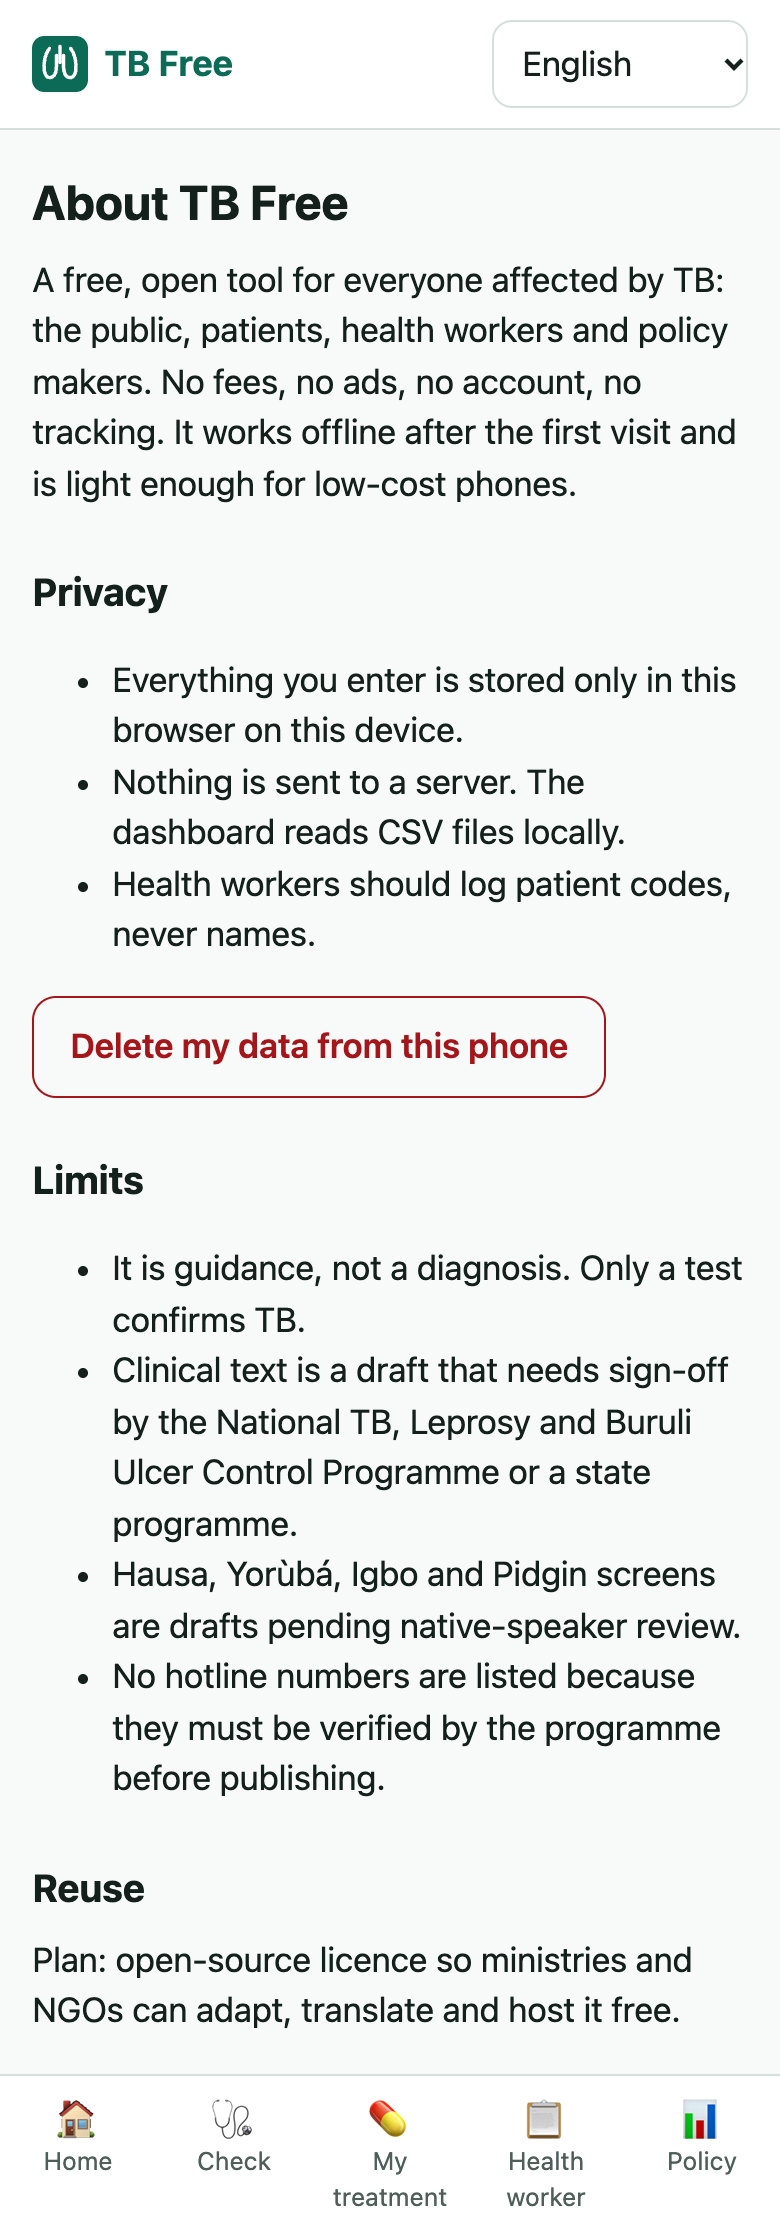 TB Free
English
About TB Free
A free, open tool for everyone affected by TB:
the public, patients, health workers and policy
makers. No fees, no ads, no account, no
tracking. It works offline after the first visit and
is light enough for low-cost phones.
Privacy
• Everything you enter is stored only in this
browser on this device.
• Nothing is sent to a server. The
dashboard reads CSV files locally.
• Health workers should log patient codes,
never names.
Delete my data from this phone
Limits
• It is guidance, not a diagnosis. Only a test
confirms TB.
• Clinical text is a draft that needs sign-off
by the National TB, Leprosy and Buruli
Ulcer Control Programme or a state
programme.
• Hausa, Yorùbá, Igbo and Pidgin screens
are drafts pending native-speaker review.
• No hotline numbers are listed because
they must be verified by the programme
before publishing.
Reuse
Plan: open-source licence so ministries and
NGOs can adapt, translate and host it free.
Home
Check
My
treatment
Health
worker
Policy